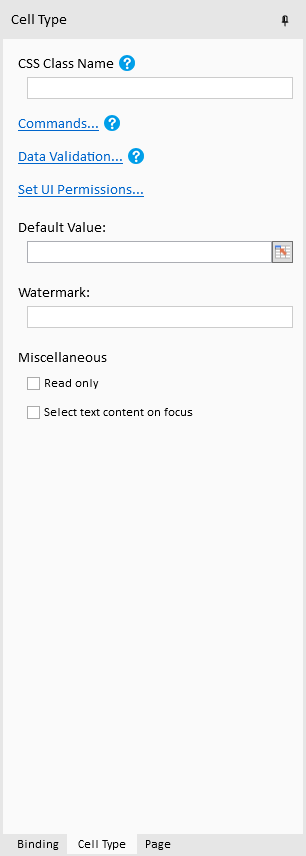 Cell Type
CSS Class Name ?
Commands... ?
Data Validation... ?
Set UI Permissions...
Default Value:
Watermark:
Miscellaneous
Read only
Select text content on focus
Binding Cell Type Page